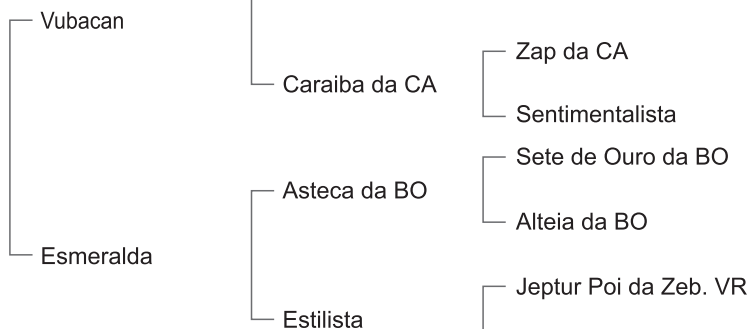 Vubacan
Caraiba da CA
Zap da CA
Sentimentalista
Sete de Ouro da BO
Asteca da BO
Alteia da BO
Esmeralda
Jeptur Poi da Zeb. VR
Estilista